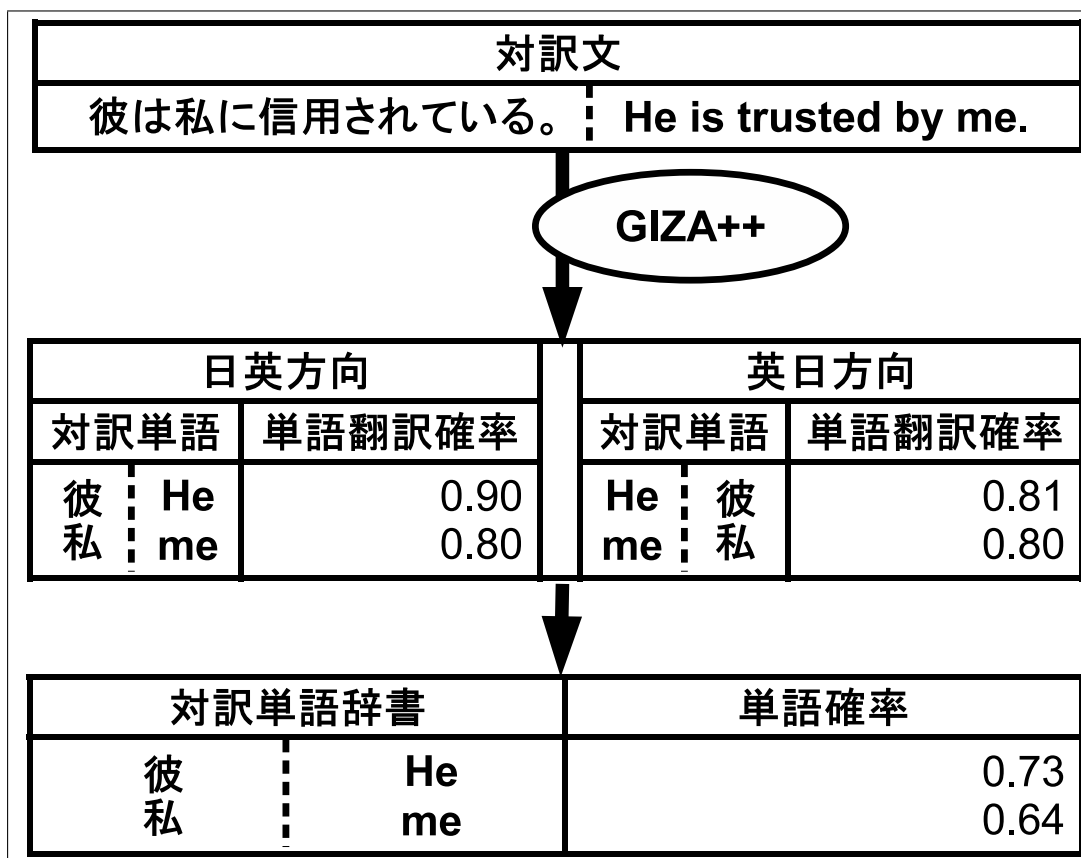 対訳文
彼は私に信用されている。 He is trusted by me.
GIZA++
日英方向 英日方向
対訳単語 単語翻訳確率 対訳単語 単語翻訳確率
彼 He 0.90 He 彼 0.81
私 me 0.80 me 私 0.80
対訳単語辞書 単語確率
彼 He 0.73
私 me 0.64